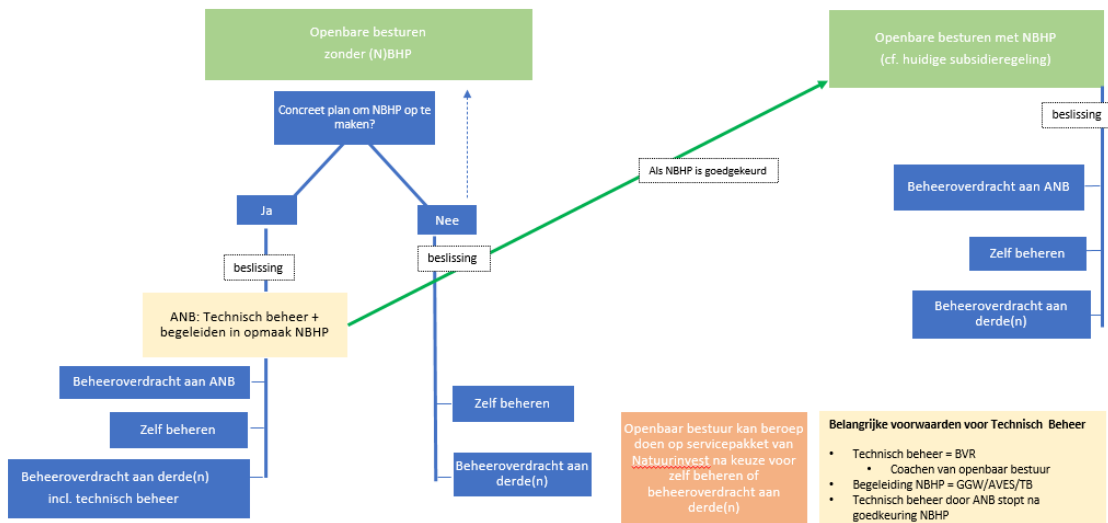 Openbare besturen
zonder (N)BHP
Openbare besturen met NBHP
(cf. huidige subsidieregeling)
Concreet plan om NBHP op te
maken?
beslissing
Als NBHP is goedgekeurd
Beheeroverdracht aan ANB
Ja
Nee
beslissing
beslissing
Zelf beheren
ANB: Technisch beheer +
begeleiden in opmaak NBHP
Beheeroverdracht aan
derde(n)
Beheeroverdracht aan ANB
Zelf beheren
Zelf beheren
Beheeroverdracht aan derde(n)
incl. technisch beheer
Beheeroverdracht aan
derde(n)
Openbaar bestuur kan beroep
doen op servicepakket van
Natuurinvest na keuze voor
zelf beheren of
beheeroverdracht aan
derde(n)
Belangrijke voorwaarden voor Technisch Beheer
• Technisch beheer = BVR
• Coachen van openbaar bestuur
• Begeleiding NBHP = GGW/AVES/TB
• Technisch beheer door ANB stopt na
goedkeuring NBHP